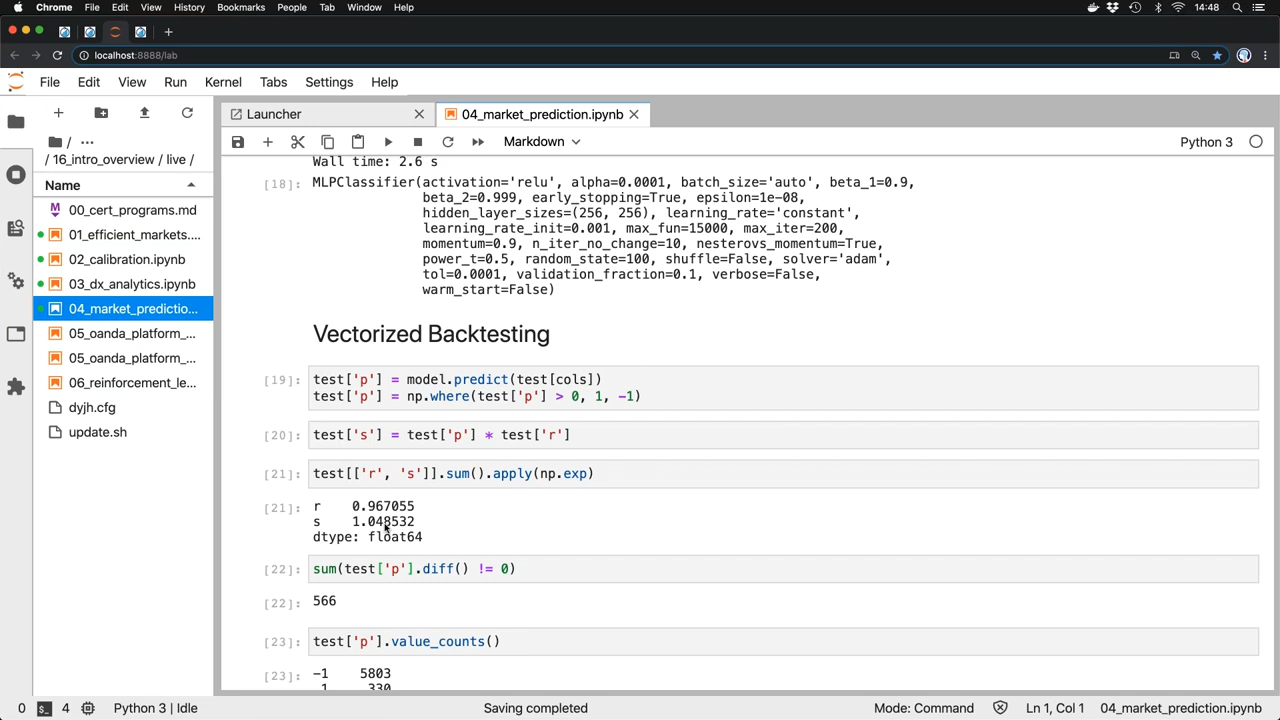 Chrome File Edit View History Bookmarks People Tab Window Help 14:48
localhost:8888/lab
File Edit View Run Kernel Tabs Settings Help
Launcher
04_market_prediction.ipynb
/ ...
/ 16_intro_overview / live /
Name
00_cert_programs.md
01_efficient_markets....
02_calibration.ipynb
03_dx_analytics.ipynb
04_market_predictio...
05_oanda_platform_...
05_oanda_platform_...
06_reinforcement_le...
dyjh.cfg
update.sh
Markdown
Python 3
Wall time: 2.6 s
[18]: MLPClassifier(activation='relu', alpha=0.0001, batch_size='auto', beta_1=0.9,
beta_2=0.999, early_stopping=True, epsilon=1e-08,
hidden_layer_sizes=(256, 256), learning_rate='constant',
learning_rate_init=0.001, max_fun=15000, max_iter=200,
momentum=0.9, n_iter_no_change=10, nesterovs_momentum=True,
power_t=0.5, random_state=100, shuffle=False, solver='adam',
tol=0.0001, validation_fraction=0.1, verbose=False,
warm_start=False)
Vectorized Backtesting
[19]: test['p'] = model.predict(test[cols])
test['p'] = np.where(test['p'] > 0, 1, -1)
[20]: test['s'] = test['p'] * test['r']
[21]: test[['r', 's']].sum().apply(np.exp)
[21]: r 0.967055
s 1.048532
dtype: float64
[22]: sum(test['p'].diff() != 0)
[22]: 566
[23]: test['p'].value_counts()
[23]: -1 5803
1 330
0 4 Python 3 | Idle Saving completed Mode: Command Ln 1, Col 1 04_market_prediction.ipynb